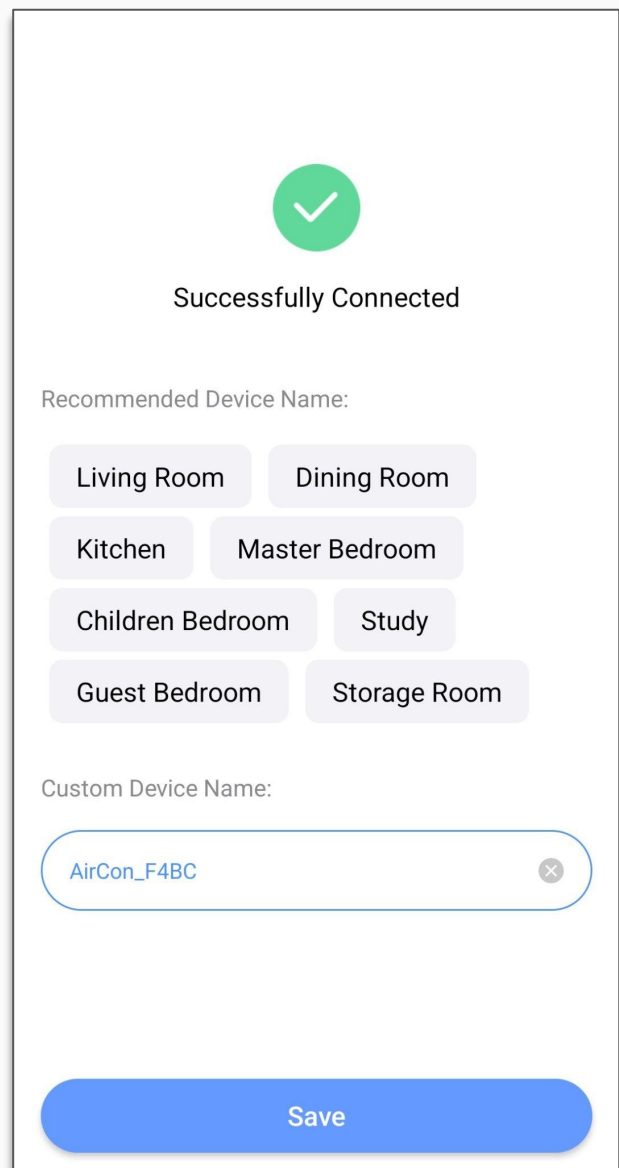 Successfully Connected
Recommended Device Name:
Living Room Dining Room
Kitchen Master Bedroom
Children Bedroom Study
Guest Bedroom Storage Room
Custom Device Name:
AirCon_F4BC
Save